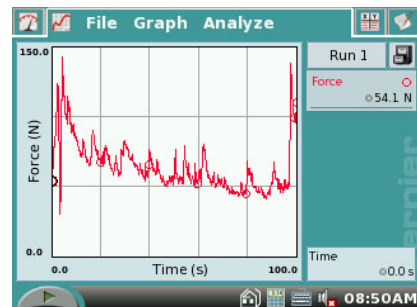 File Graph Analyze
Run 1
Force
54.1 N
150.0
Force (N)
0.0
0.0
Time (s)
100.0
Time
0.0 s
08:50AM